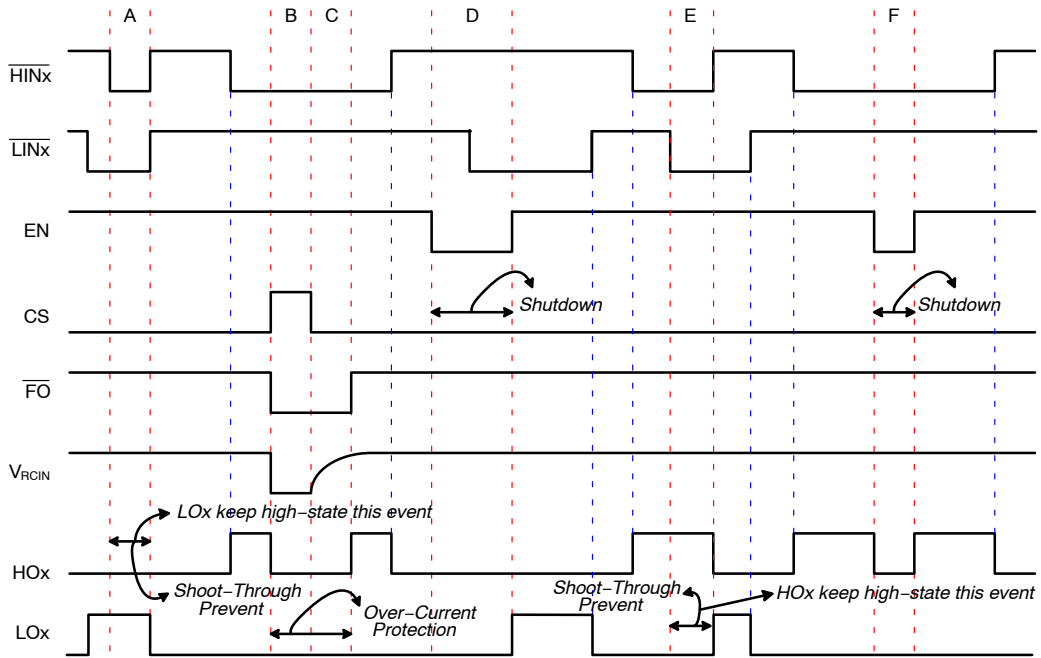 A B C D E F
HINx
LINx
EN
Shutdown
Shutdown
CS
FO
VRCIN
LOx keep high-state this event
HOx
Shoot-Through
Prevent
Over-Current
Protection
Shoot-Through
Prevent
HOx keep high-state this event
LOx